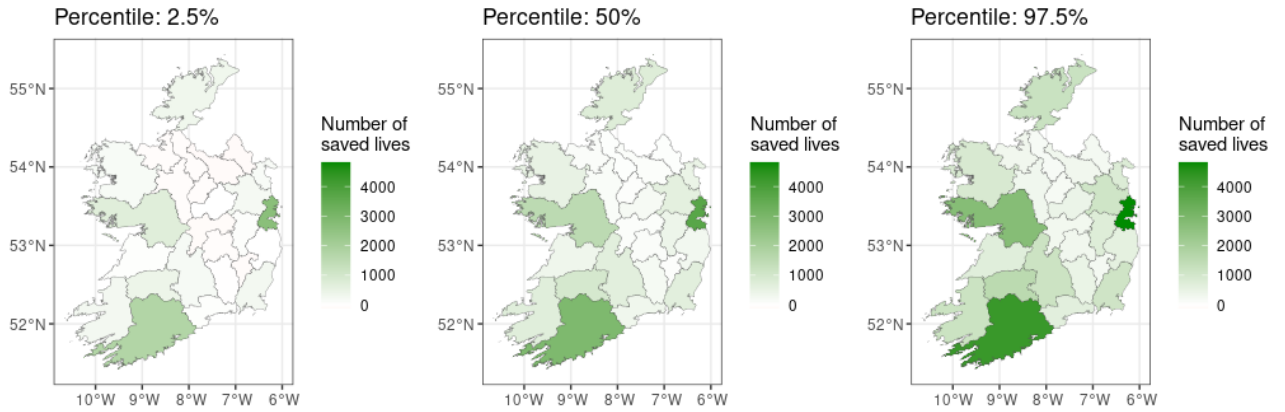 Percentile: 2.5%
55°N
54°N
53°N
52°N
10°W 9°W 8°W 7°W 6°W
Number of
saved lives
4000
3000
2000
1000
0
Percentile: 50%
55°N
54°N
53°N
52°N
10°W 9°W 8°W 7°W 6°W
Number of
saved lives
4000
3000
2000
1000
0
Percentile: 97.5%
55°N
54°N
53°N
52°N
10°W 9°W 8°W 7°W 6°W
Number of
saved lives
4000
3000
2000
1000
0